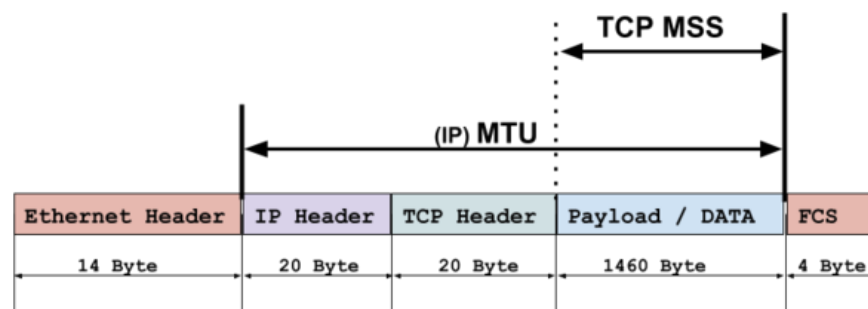 TCP MSS
(IP) MTU
Ethernet Header IP Header TCP Header Payload / DATA FCS
14 Byte 20 Byte 20 Byte 1460 Byte 4 Byte